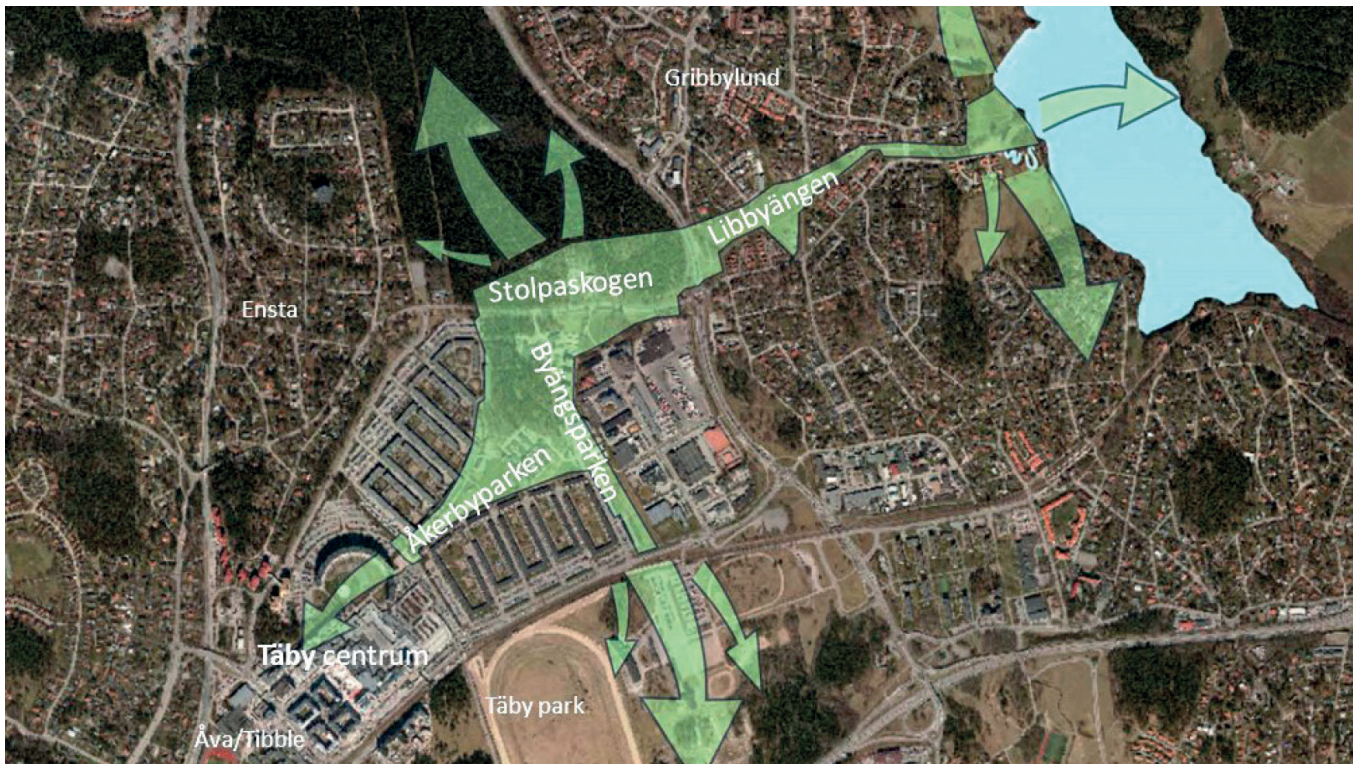 Gribbylund
Libbyängen
Stolpaskogen
Ensta
Byängsparken
Åkerbyparken
Täby centrum
Täby park
Åva/Tibble